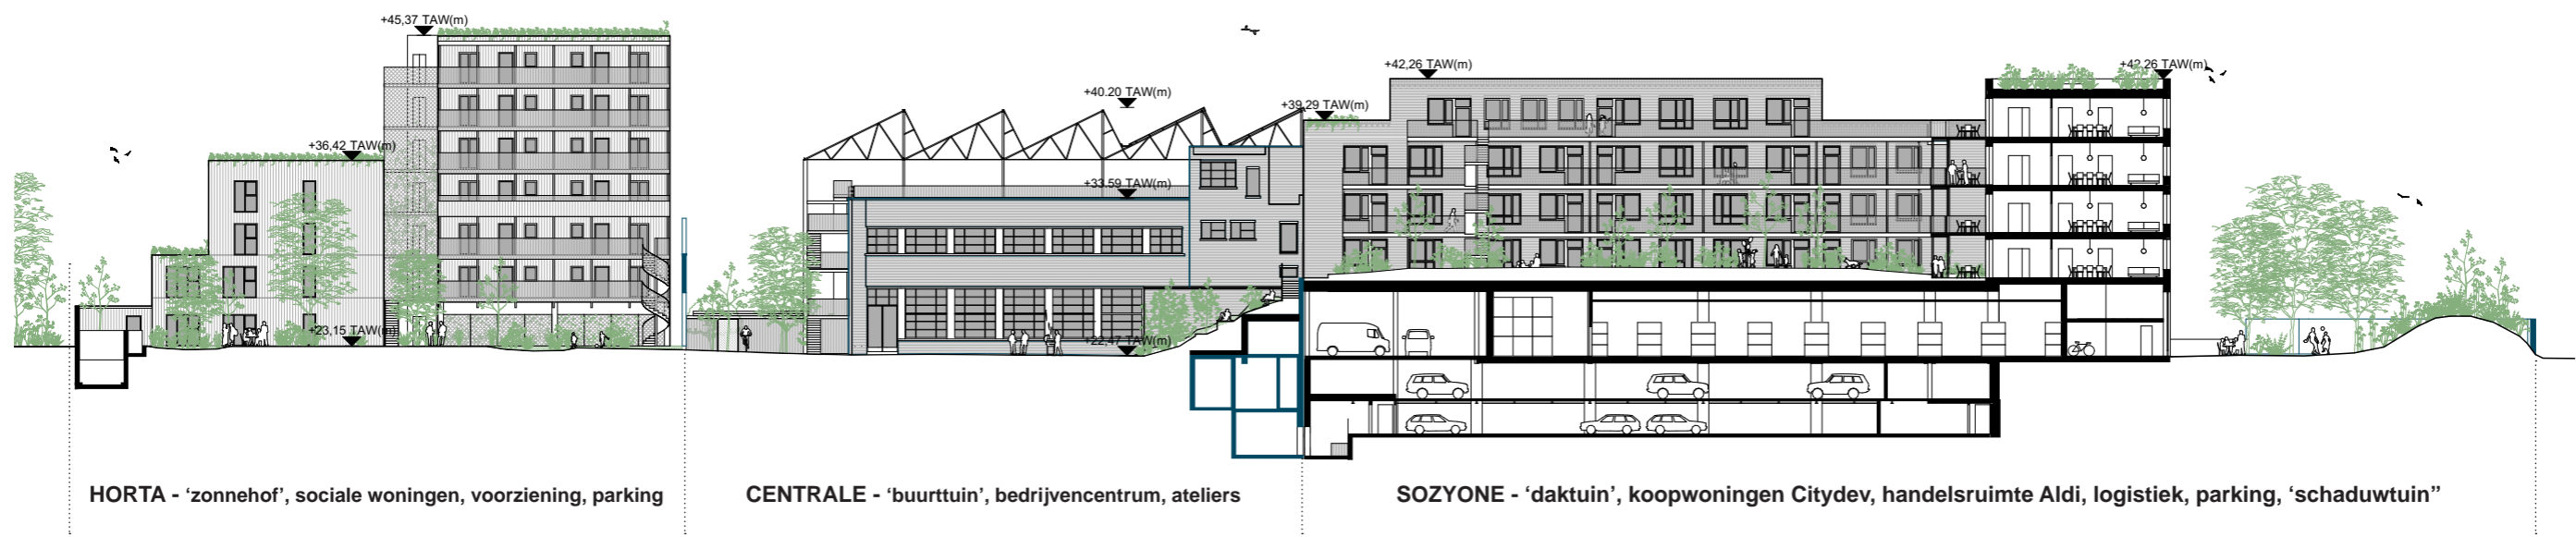 +45,37 TAW(m)
+36,42 TAW(m)
+23,15 TAW(m)
+40.20 TAW(m)
+33.59 TAW(m)
+22,47 TAW(m)
+39,29 TAW(m)
+42,26 TAW(m)
+42,26 TAW(m)
HORTA - ‘zonnehof’, sociale woningen, voorziening, parking
CENTRALE - ‘buurttuin’, bedrijvencentrum, ateliers
SOZYONE - ‘daktuin’, koopwoningen Citydev, handelsruimte Aldi, logistiek, parking, ‘schaduwtuin”